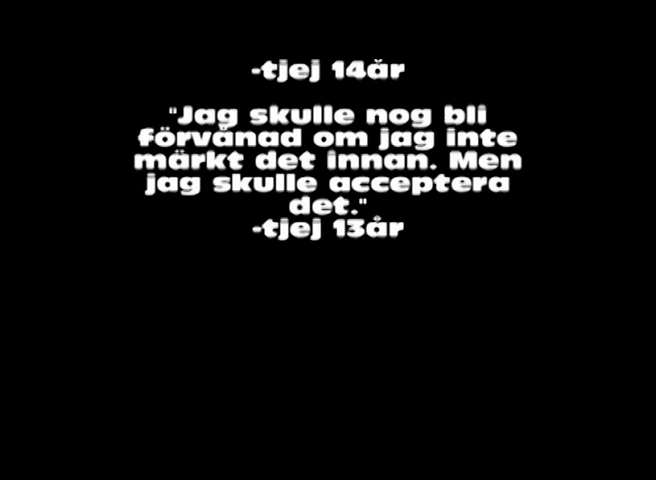 -tjej 14år
"Jag skulle nog bli
förvånad om jag inte
märkt det innan. Men
jag skulle acceptera
det."
-tjej 13år